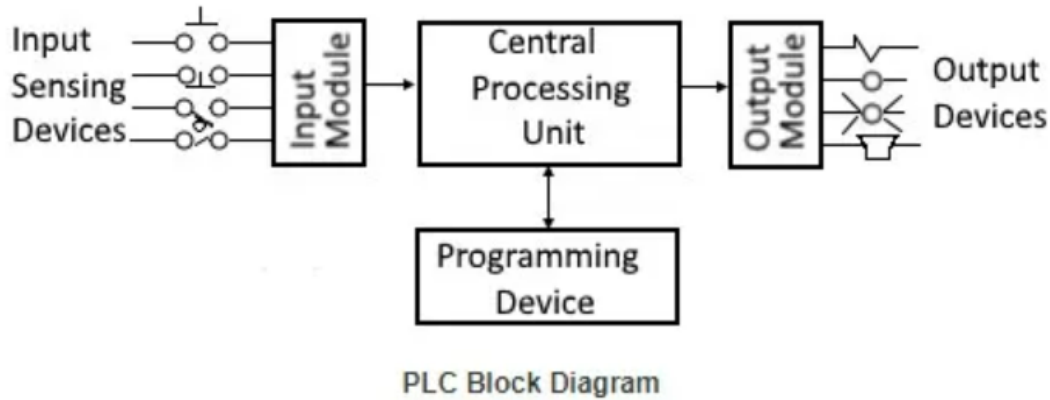 Input
Sensing
Devices
Input
Module
Central
Processing
Unit
Output
Module
Output
Devices
Programming
Device
PLC Block Diagram